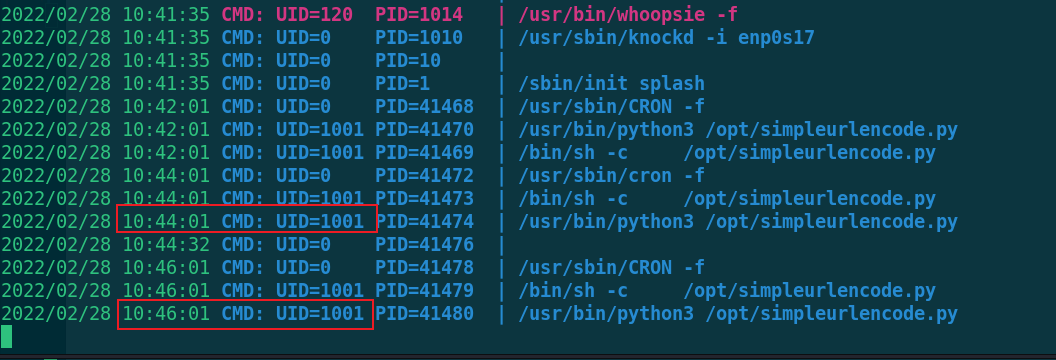 2022/02/28 10:41:35 CMD: UID=120  PID=1014   | /usr/bin/whoopsie -f
2022/02/28 10:41:35 CMD: UID=0    PID=1010   | /usr/sbin/knockd -i enp0s17
2022/02/28 10:41:35 CMD: UID=0    PID=10     |
2022/02/28 10:41:35 CMD: UID=0    PID=1      | /sbin/init splash
2022/02/28 10:42:01 CMD: UID=0    PID=41468  | /usr/sbin/CRON -f
2022/02/28 10:42:01 CMD: UID=1001 PID=41470  | /usr/bin/python3 /opt/simpleurlencode.py
2022/02/28 10:42:01 CMD: UID=1001 PID=41469  | /bin/sh -c     /opt/simpleurlencode.py
2022/02/28 10:44:01 CMD: UID=0    PID=41472  | /usr/sbin/cron -f
2022/02/28 10:44:01 CMD: UID=1001 PID=41473  | /bin/sh -c     /opt/simpleurlencode.py
2022/02/28 10:44:01 CMD: UID=1001 PID=41474  | /usr/bin/python3 /opt/simpleurlencode.py
2022/02/28 10:44:32 CMD: UID=0    PID=41476  |
2022/02/28 10:46:01 CMD: UID=0    PID=41478  | /usr/sbin/CRON -f
2022/02/28 10:46:01 CMD: UID=1001 PID=41479  | /bin/sh -c     /opt/simpleurlencode.py
2022/02/28 10:46:01 CMD: UID=1001 PID=41480  | /usr/bin/python3 /opt/simpleurlencode.py